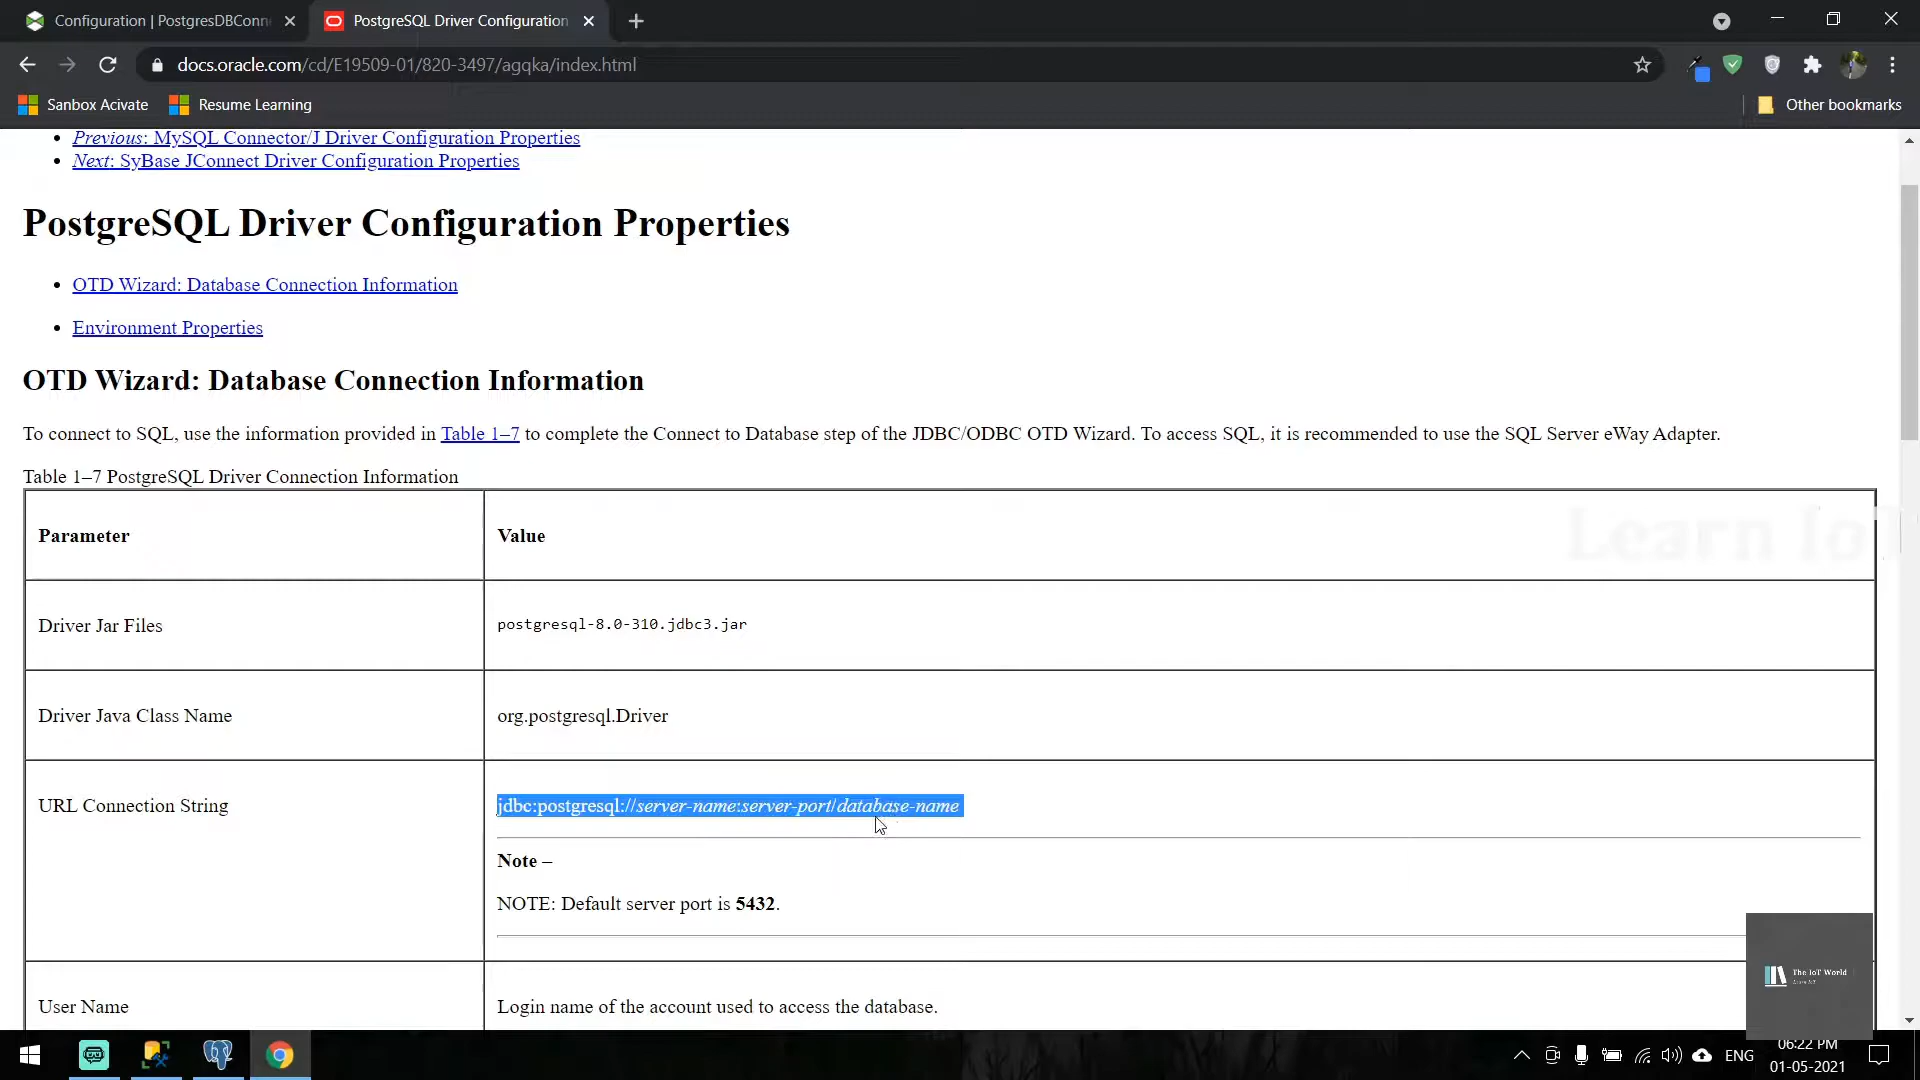 Configuration | PostgresDBConn
PostgreSQL Driver Configuration
docs.oracle.com/cd/E19509-01/820-3497/agqka/index.html
Sanbox Acivate
Resume Learning
Other bookmarks
Previous: MySQL Connector/J Driver Configuration Properties
Next: SyBase JConnect Driver Configuration Properties
PostgreSQL Driver Configuration Properties
OTD Wizard: Database Connection Information
Environment Properties
OTD Wizard: Database Connection Information
To connect to SQL, use the information provided in Table 1–7 to complete the Connect to Database step of the JDBC/ODBC OTD Wizard. To access SQL, it is recommended to use the SQL Server eWay Adapter.
Table 1–7 PostgreSQL Driver Connection Information
Parameter
Value
Learn IoT
Driver Jar Files
postgresql-8.0-310.jdbc3.jar
Driver Java Class Name
org.postgresql.Driver
URL Connection String
jdbc:postgresql://server-name:server-port/database-name
Note –
NOTE: Default server port is 5432.
The IoT World
Learn IoT
User Name
Login name of the account used to access the database.
ENG
06:22 PM
01-05-2021